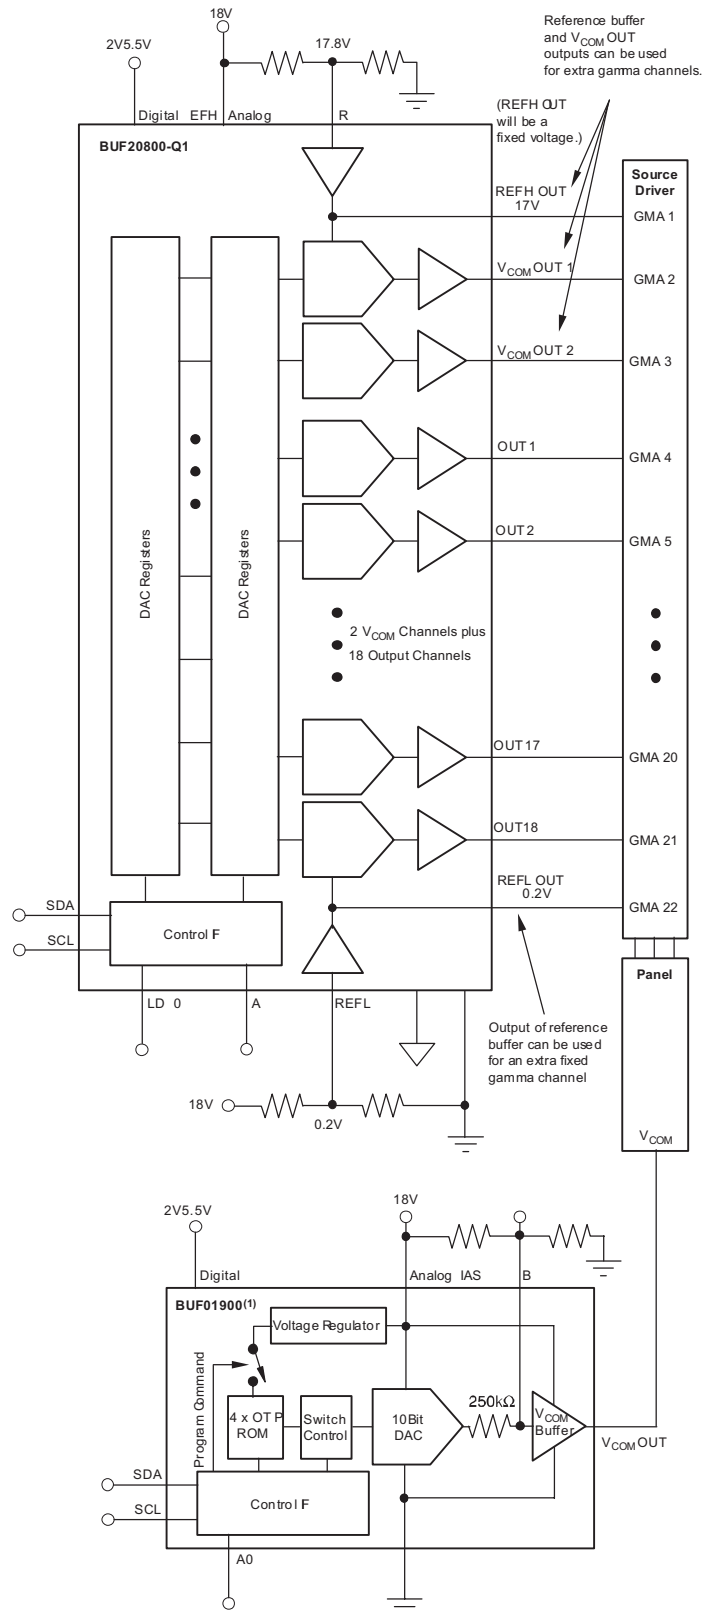 18V
Reference buffer
and VCOM OUT
outputs can be used
for extra gamma channels.
2V5.5V
17.8V
(REFH OUT
will be a
fixed voltage.)
Digital EFH Analog R
BUF20800-Q1
Source
Driver
REFH OUT
17V
GMA 1
VCOM OUT 1
GMA 2
VCOM OUT 2
GMA 3
OUT 1
GMA 4
OUT 2
GMA 5
DAC Registers
DAC Registers
2 VCOM Channels plus
18 Output Channels
OUT 17
GMA 20
OUT 18
GMA 21
REFL OUT
0.2V
GMA 22
SDA
SCL
Control F
Panel
LD 0
A
REFL
Output of reference
buffer can be used
for an extra fixed
gamma channel
18V
0.2V
VCOM
2V5.5V
18V
Digital
Analog IAS
B
BUF01900(1)
Voltage Regulator
Program Command
4 x OTP
ROM
Switch
Control
10Bit
DAC
250kΩ
VCOM
Buffer
VCOM OUT
SDA
SCL
Control F
A0